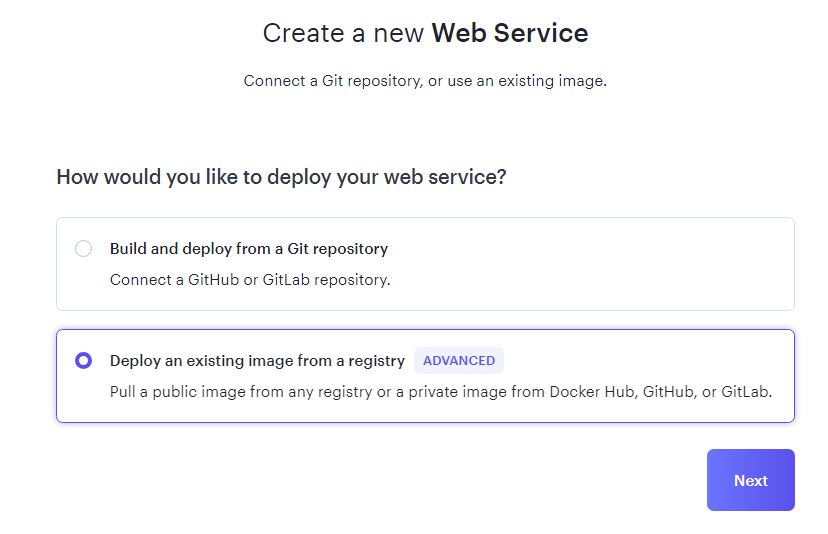 Create a new Web Service
Connect a Git repository, or use an existing image.
How would you like to deploy your web service?
Build and deploy from a Git repository
Connect a GitHub or GitLab repository.
Deploy an existing image from a registry ADVANCED
Pull a public image from any registry or a private image from Docker Hub, GitHub, or GitLab.
Next